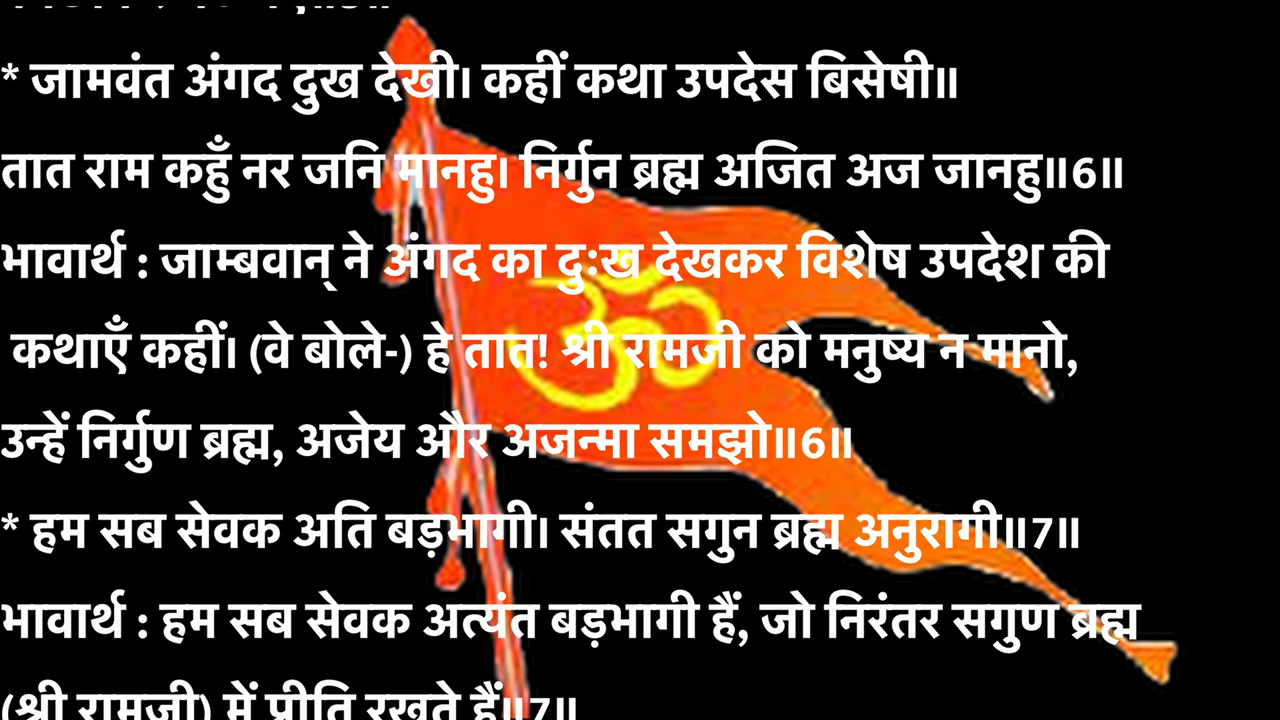 * जामवंत अंगद दुख देखी। कहीं कथा उपदेस बिसेषी॥
तात राम कहुँ नर जनि मानहु। निर्गुन ब्रह्म अजित अज जानहु॥6॥
भावार्थ : जाम्बवान् ने अंगद का दुःख देखकर विशेष उपदेश की
कथाएँ कहीं। (वे बोले-) हे तात! श्री रामजी को मनुष्य न मानो,
उन्हें निर्गुण ब्रह्म, अजेय और अजन्मा समझो॥6॥
* हम सब सेवक अति बड़भागी। संतत सगुन ब्रह्म अनुरागी॥7॥
भावार्थ : हम सब सेवक अत्यंत बड़भागी हैं, जो निरंतर सगुण ब्रह्म
(श्री रामजी) में प्रीति रखते हैं॥7॥
ॐ